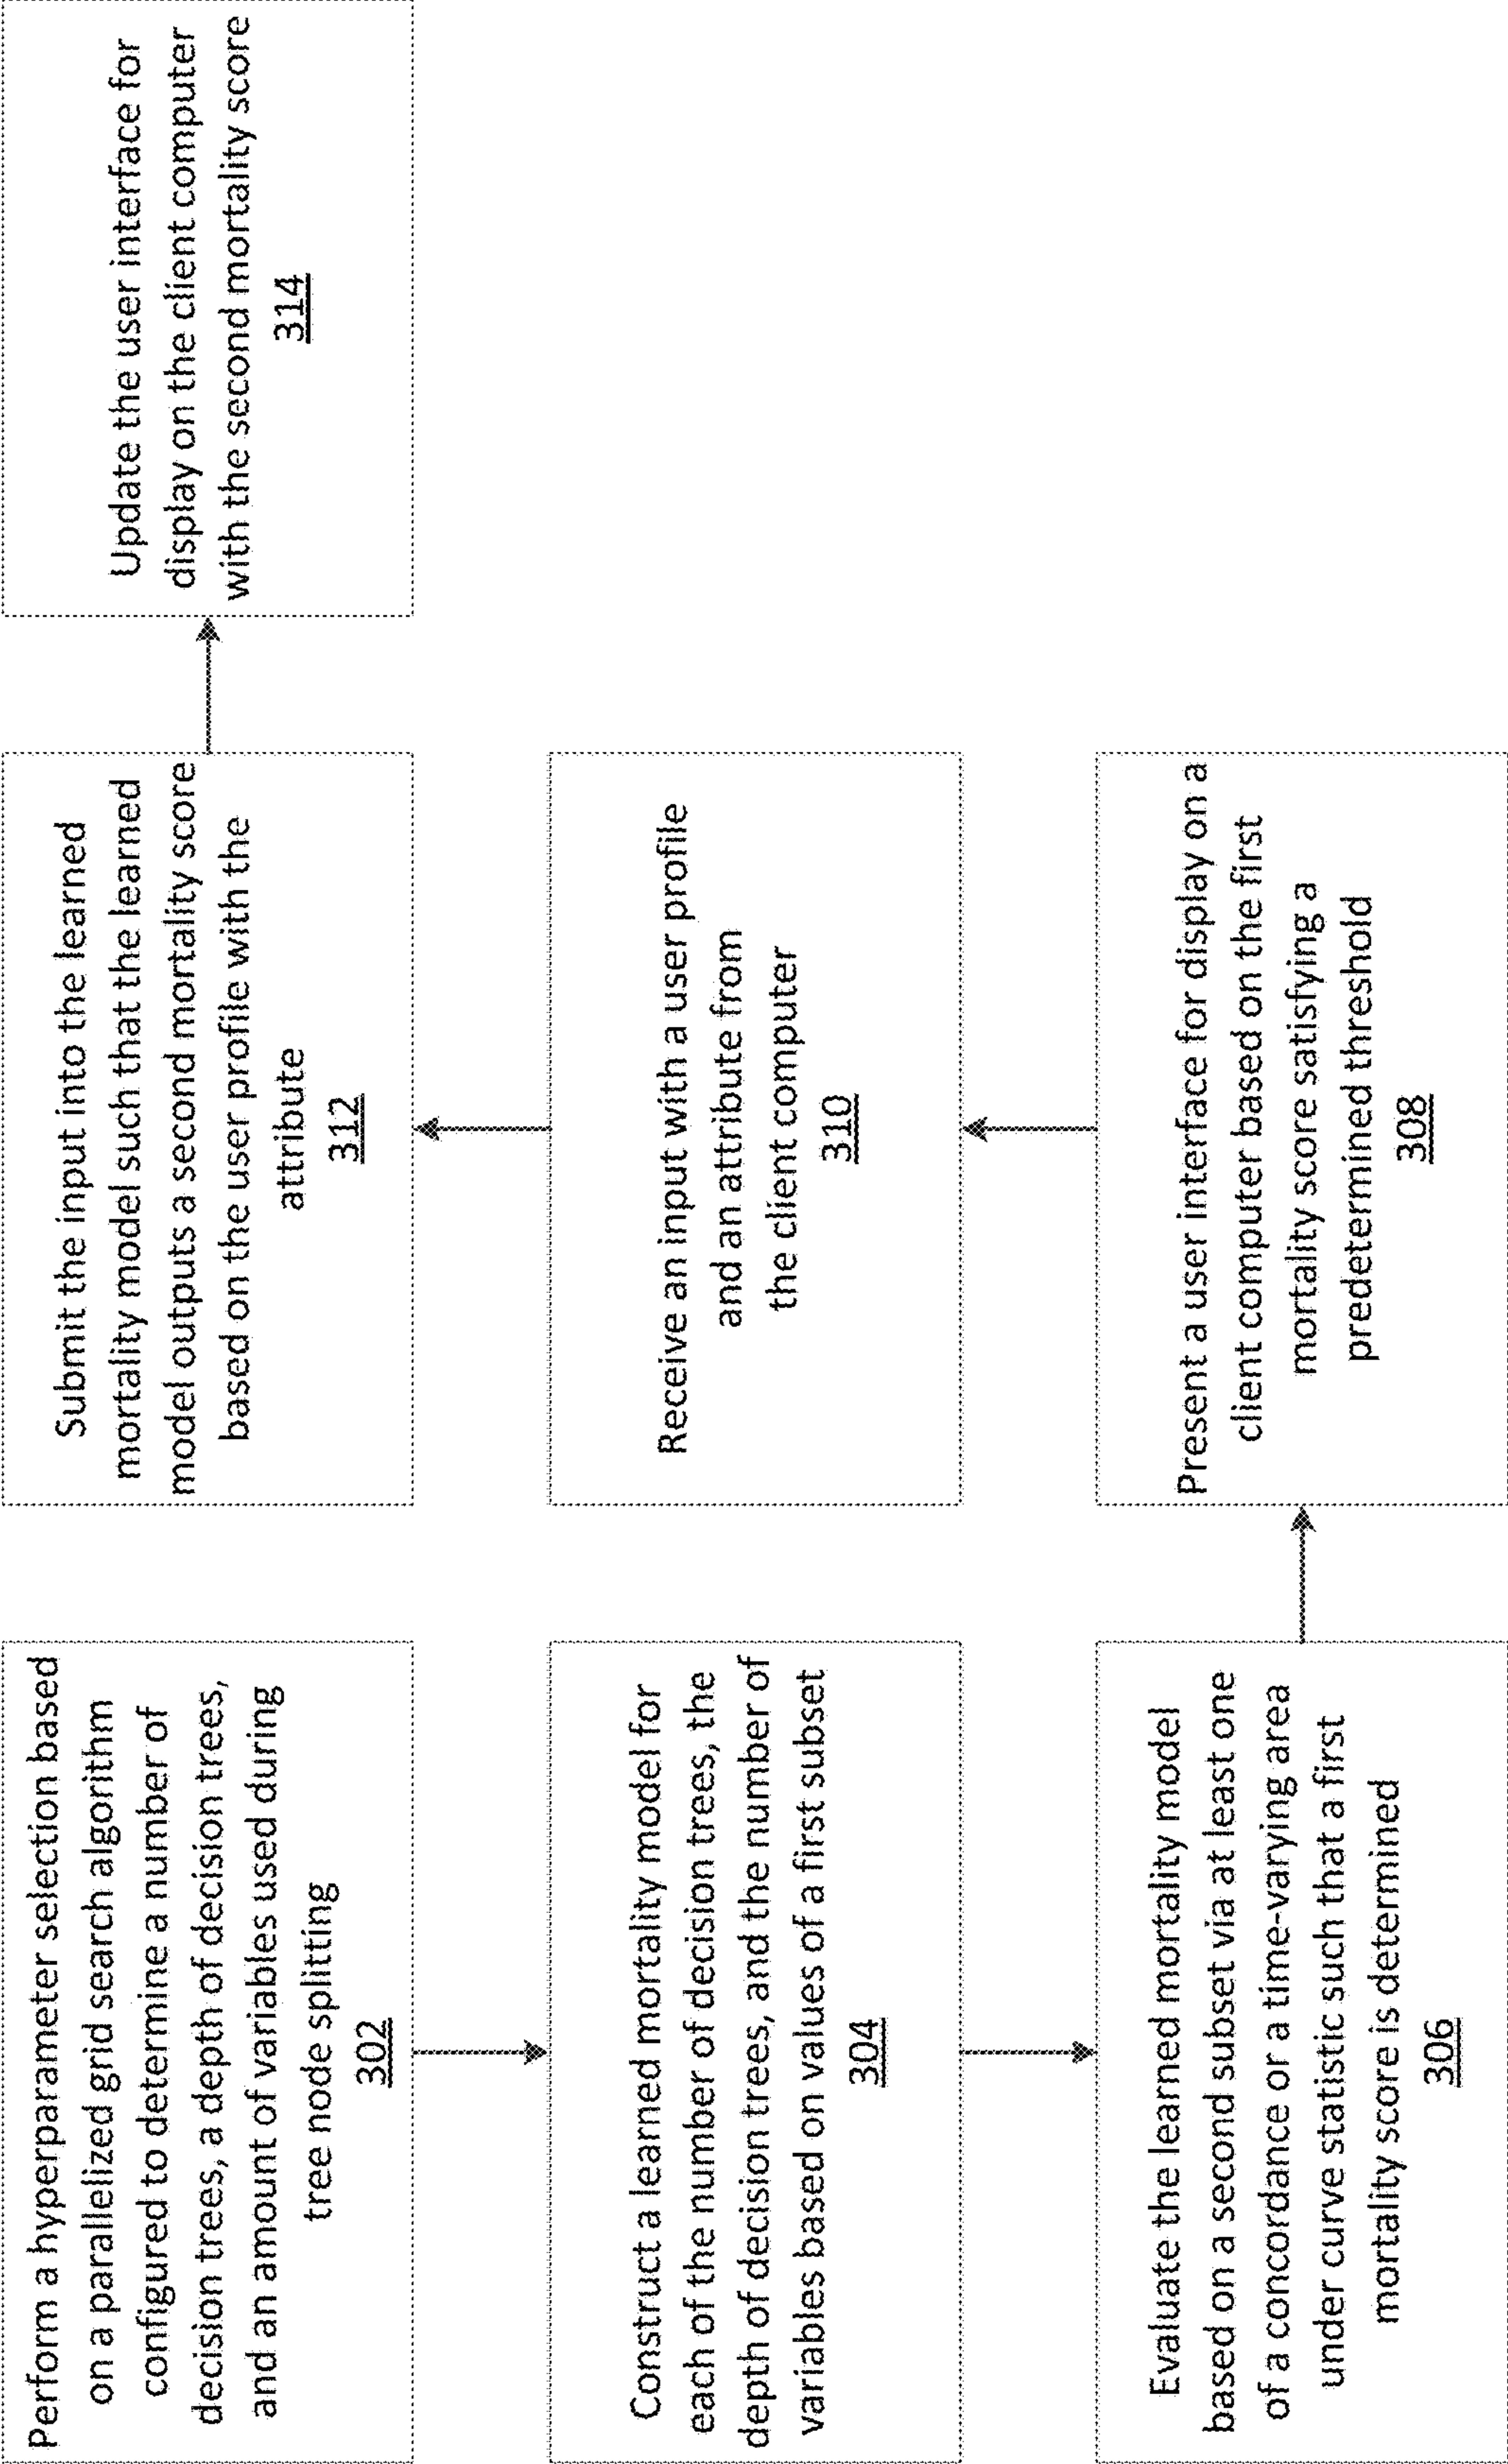 Perform a hyperparameter selection based
on a parallelized grid search algorithm
configured to determine a number of
decision trees, a depth of decision trees,
and an amount of variables used during
tree node splitting
302
Construct a learned mortality model for
each of the number of decision trees, the
depth of decision trees, and the number of
variables based on values of a first subset
304
Evaluate the learned mortality model
based on a second subset via at least one
of a concordance or a time-varying area
under curve statistic such that a first
mortality score is determined
306
Present a user interface for display on a
client computer based on the first
mortality score satisfying a
predetermined threshold
308
Receive an input with a user profile
and an attribute from
the client computer
310
Submit the input into the learned
mortality model such that the learned
model outputs a second mortality score
based on the user profile with the
attribute
312
Update the user interface for
display on the client computer
with the second mortality score
314